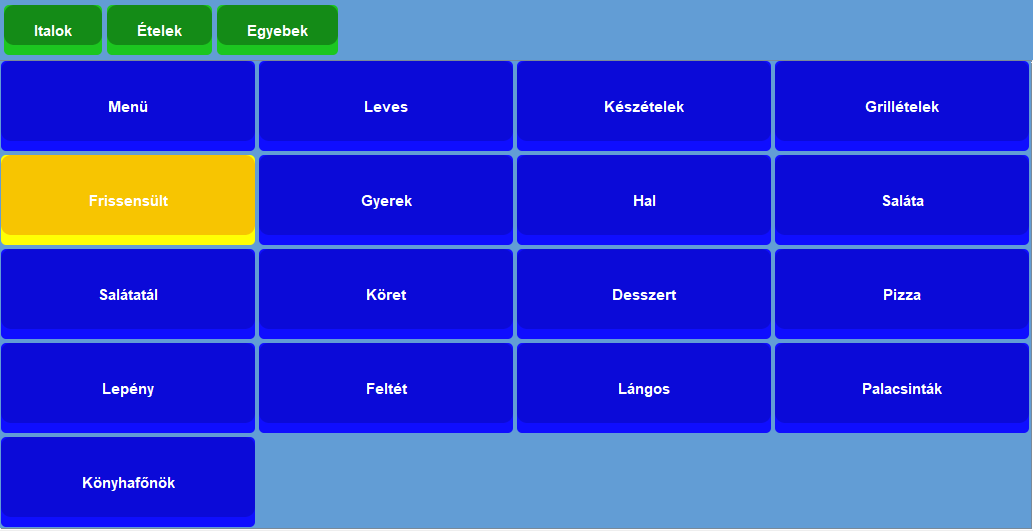 Italok
Ételek
Egyebek
Menü
Leves
Készételek
Grillételek
Frissensült
Gyerek
Hal
Saláta
Salátatál
Köret
Desszert
Pizza
Lepény
Feltét
Lángos
Palacsinták
Könyhafőnök